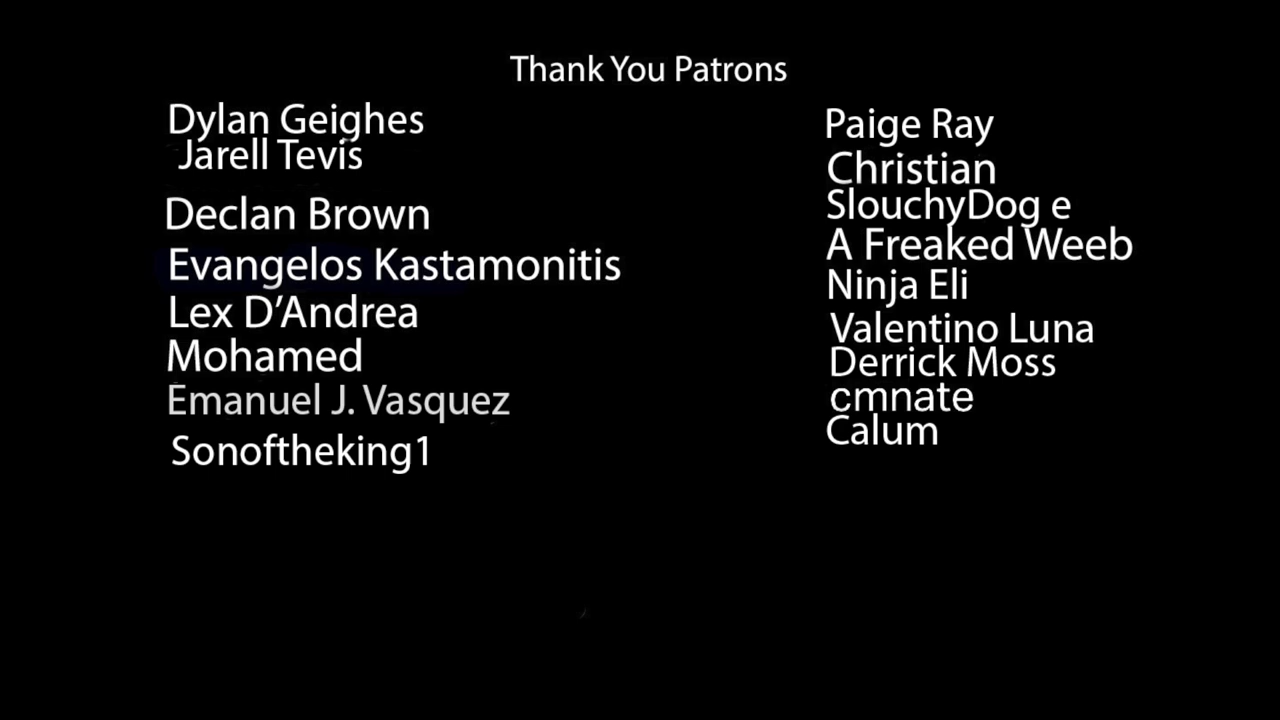 Thank You Patrons
Dylan Geighes
Jarell Tevis
Declan Brown
Evangelos Kastamonitis
Lex D’Andrea
Mohamed
Emanuel J. Vasquez
Sonoftheking1
Paige Ray
Christian
SlouchyDog e
A Freaked Weeb
Ninja Eli
Valentino Luna
Derrick Moss
cmnate
Calum